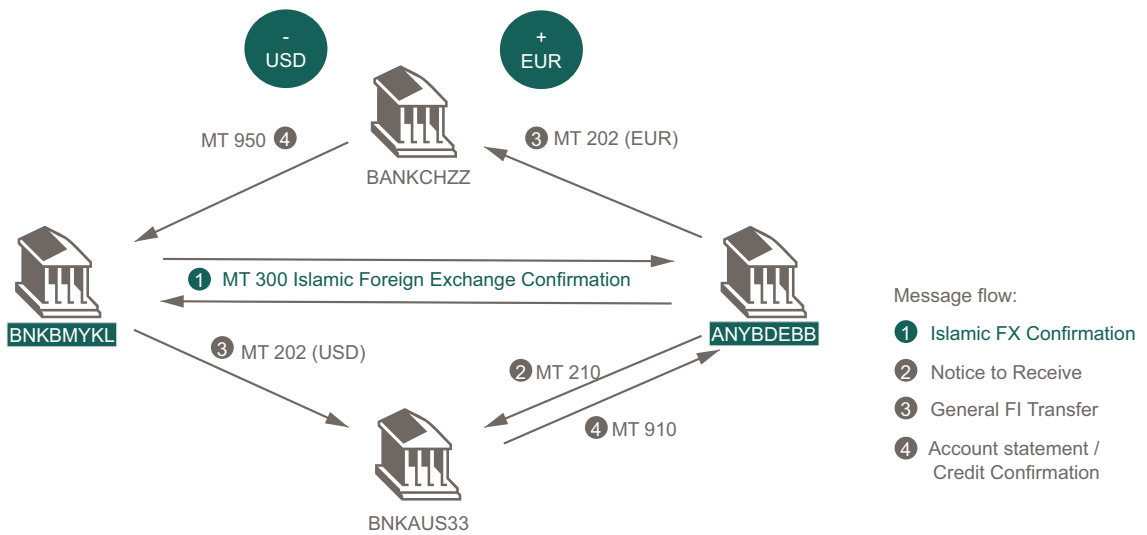 -
USD
+
EUR
MT 950 4
3 MT 202 (EUR)
BANKCHZZ
1 MT 300 Islamic Foreign Exchange Confirmation
BNKBMYKL
ANYBDEBB
3 MT 202 (USD)
2 MT 210
4 MT 910
BNKAUS33
Message flow:
1 Islamic FX Confirmation
2 Notice to Receive
3 General FI Transfer
4 Account statement /
Credit Confirmation